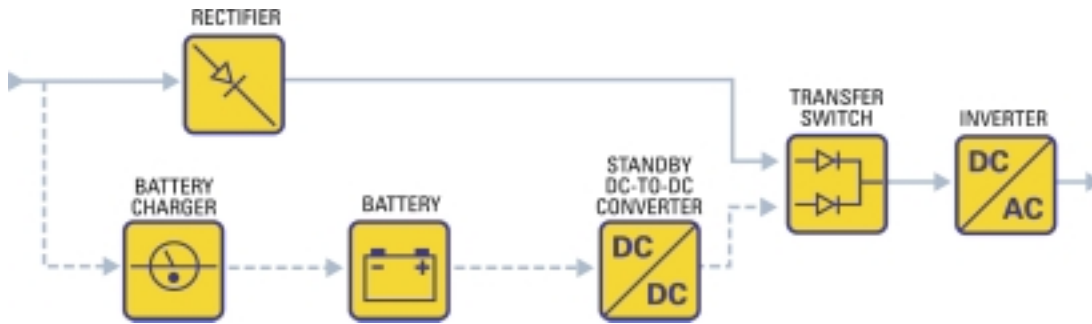 RECTIFIER
TRANSFER
SWITCH
INVERTER
DC
AC
BATTERY
CHARGER
BATTERY
- +
STANDBY
DC-TO-DC
CONVERTER
DC
DC